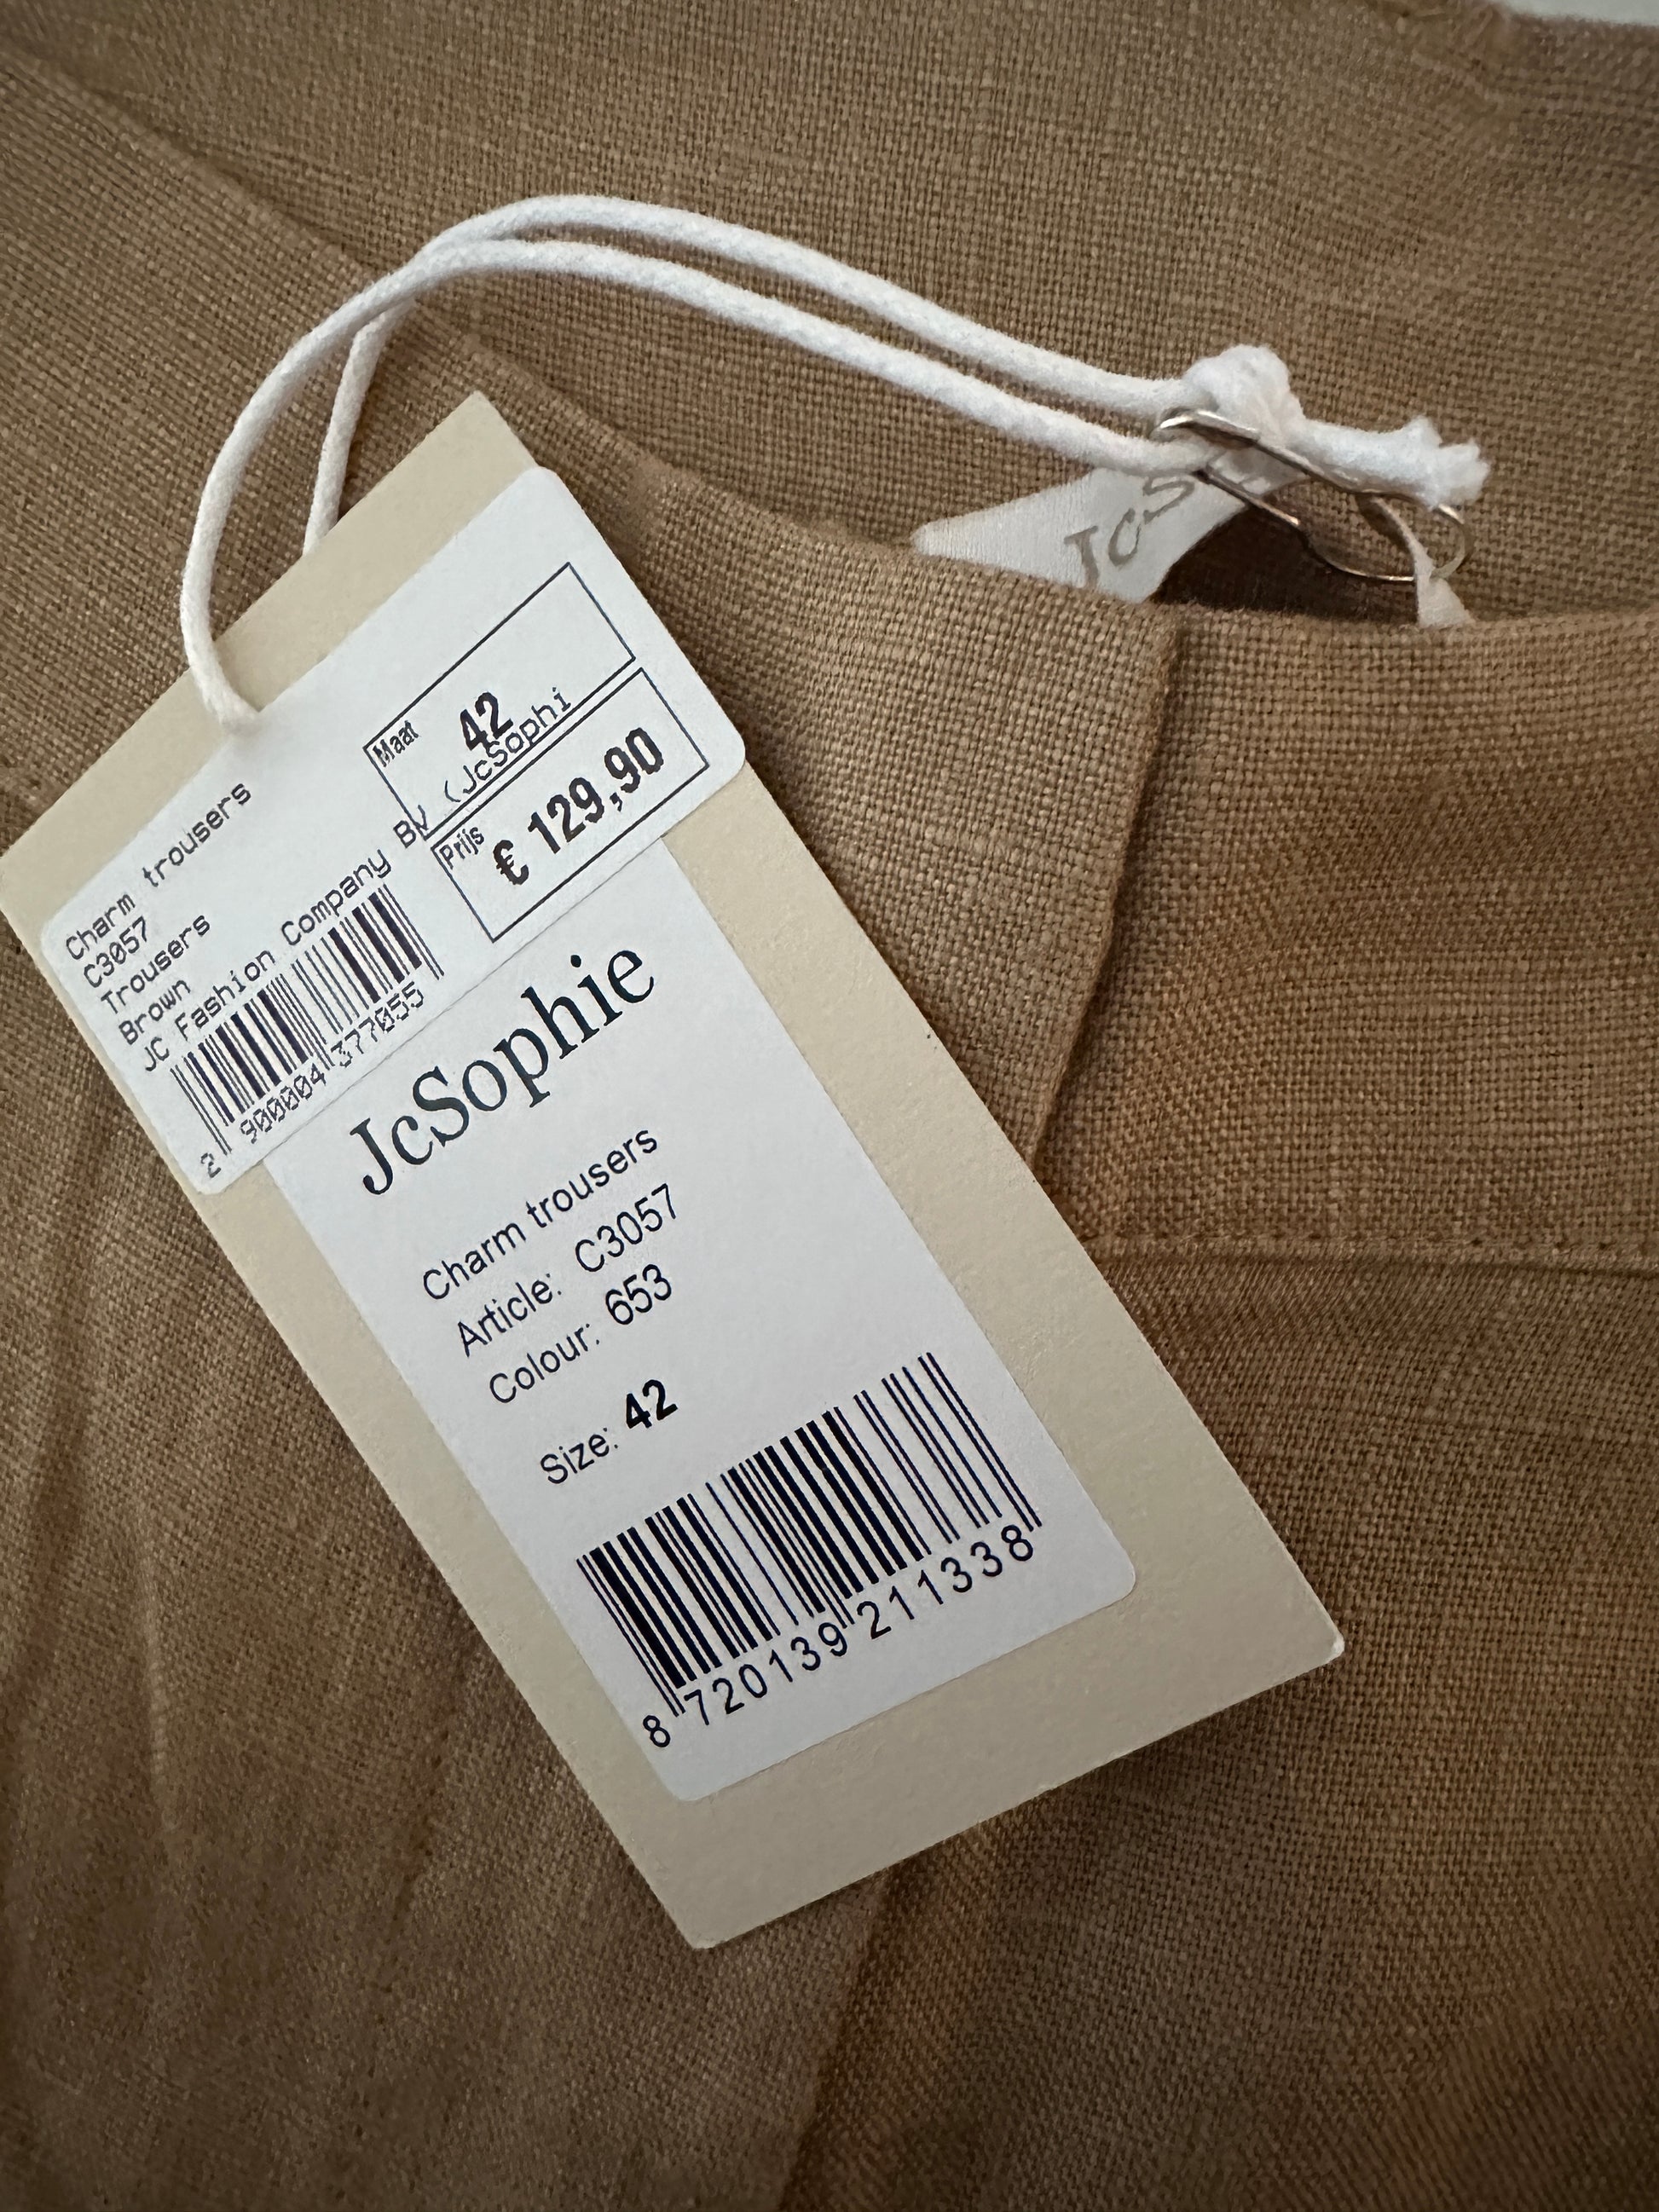 JcS
Maat 42
Prijs € 129,90
Charm trousers
C3057
Trousers
Brown
JC Fashion Company BV (JcSophi
2 900004 377055
JcSophie
Charm trousers
Article: C3057
Colour: 653
Size: 42
8 720139 211338